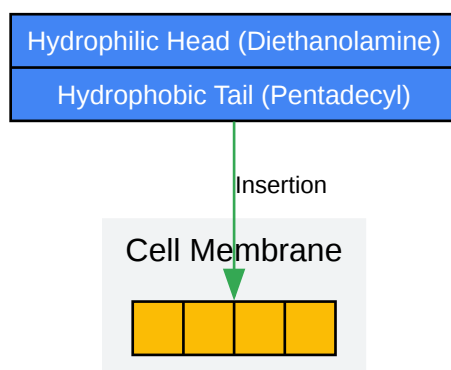 Hydrophilic Head (Diethanolamine)
Hydrophobic Tail (Pentadecyl)
Insertion
Cell Membrane